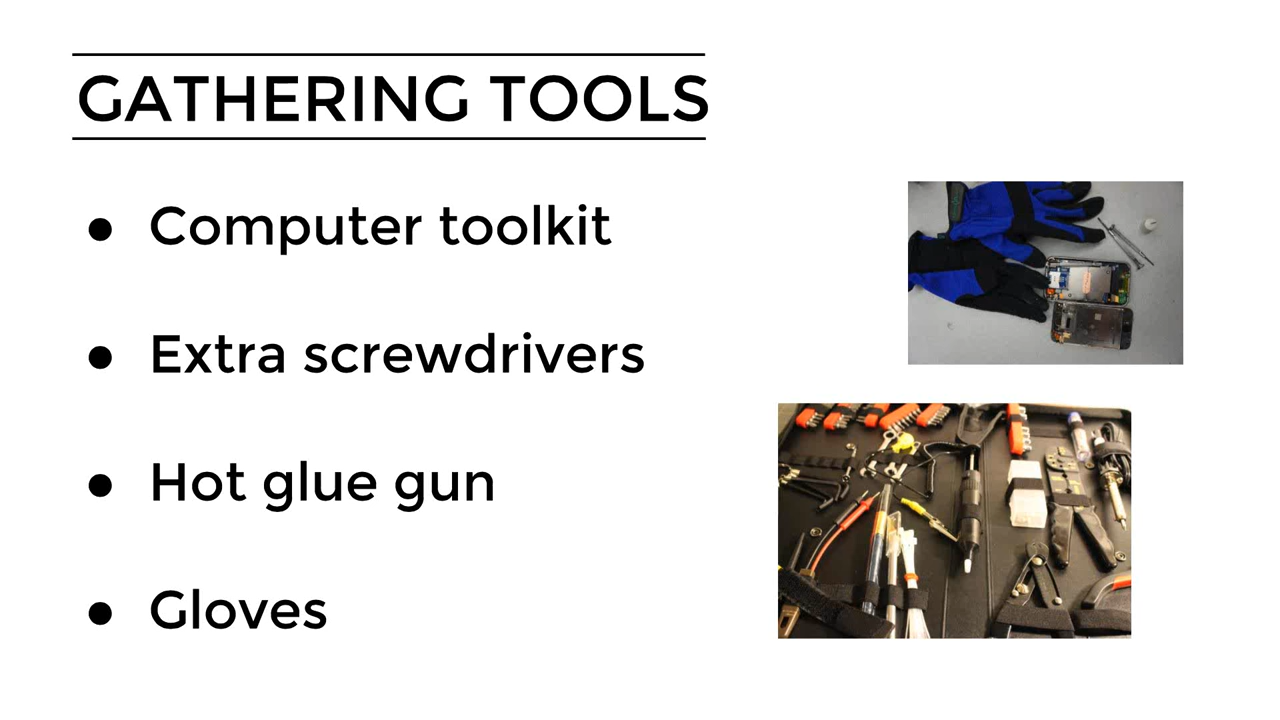 GATHERING TOOLS
● Computer toolkit
● Extra screwdrivers
● Hot glue gun
● Gloves